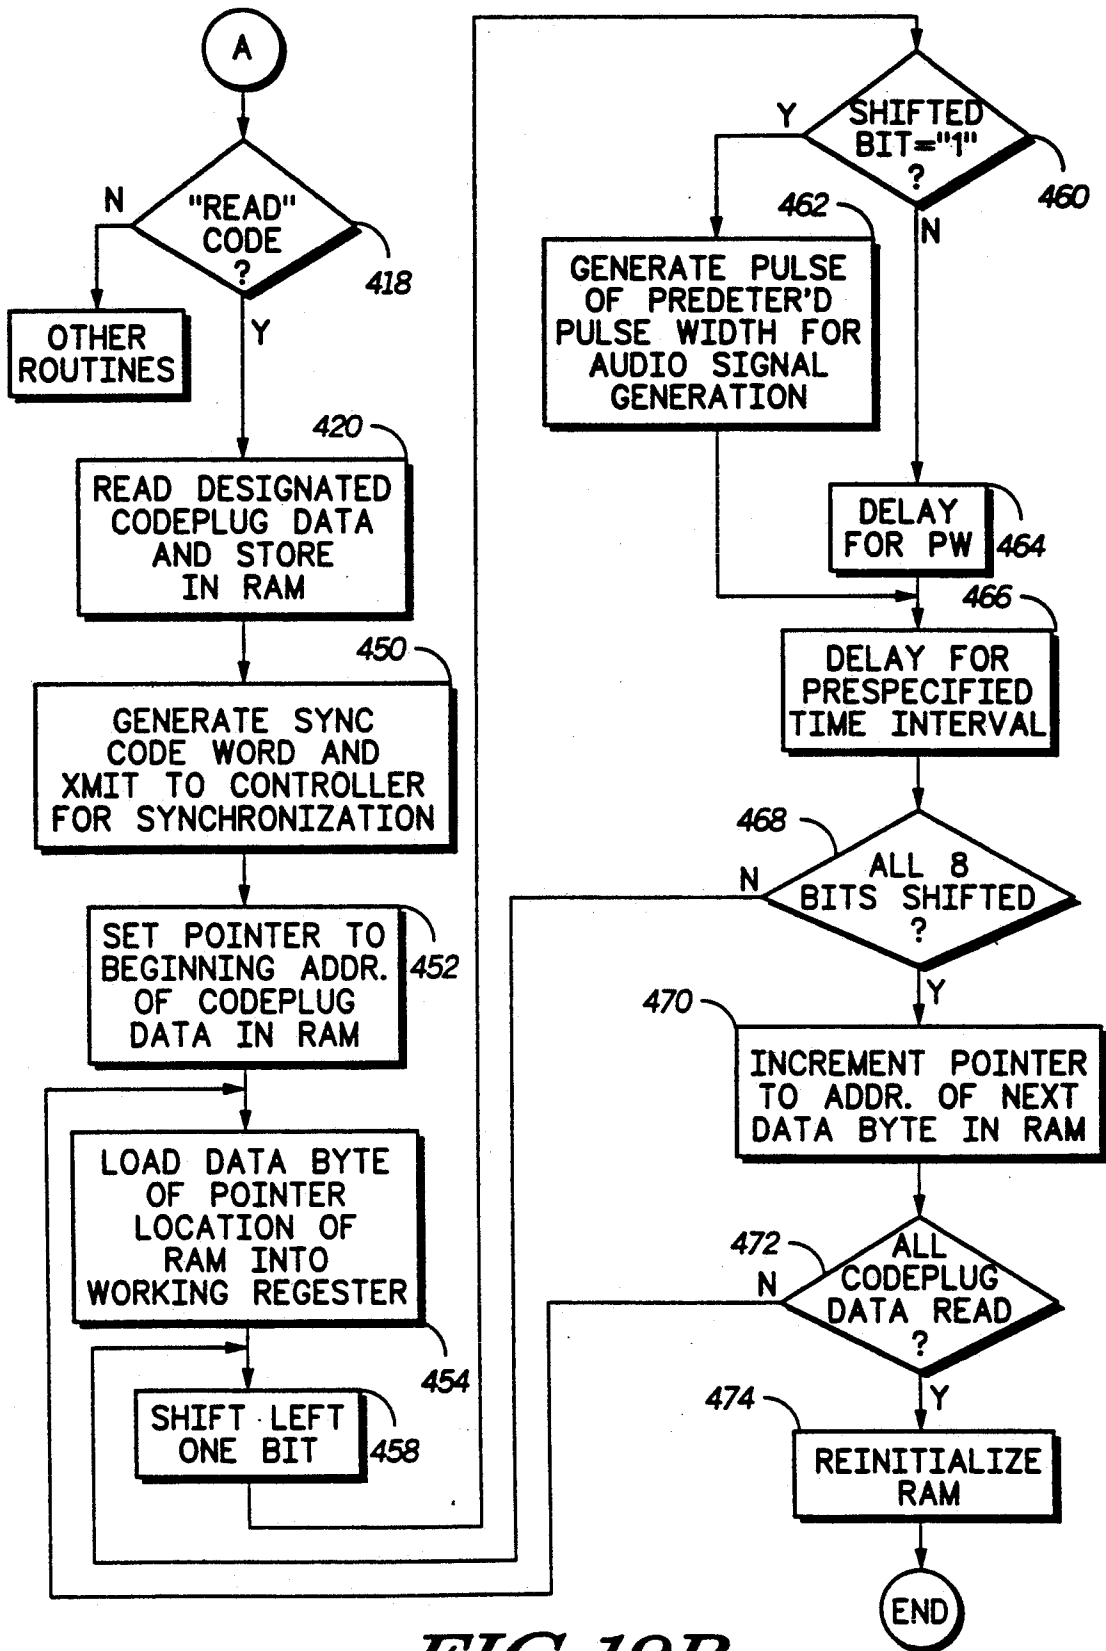 A
"READ"
CODE
?
N
418
Y
OTHER
ROUTINES
420
READ DESIGNATED
CODEPLUG DATA
AND STORE
IN RAM
450
GENERATE SYNC
CODE WORD AND
XMIT TO CONTROLLER
FOR SYNCHRONIZATION
SET POINTER TO
BEGINNING ADDR.
OF CODEPLUG
DATA IN RAM
452
LOAD DATA BYTE
OF POINTER
LOCATION OF
RAM INTO
WORKING REGESTER
454
SHIFT LEFT
ONE BIT
458
SHIFTED
BIT="1"
?
Y
460
N
462
GENERATE PULSE
OF PREDETER'D
PULSE WIDTH FOR
AUDIO SIGNAL
GENERATION
DELAY
FOR PW
464
466
DELAY FOR
PRESPECIFIED
TIME INTERVAL
468
ALL 8
BITS SHIFTED
?
N
Y
470
INCREMENT POINTER
TO ADDR. OF NEXT
DATA BYTE IN RAM
472
ALL
CODEPLUG
DATA READ
?
N
Y
474
REINITIALIZE
RAM
END